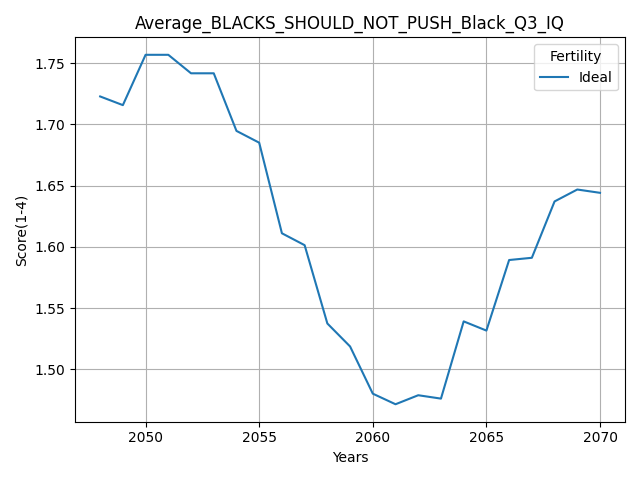 Average_BLACKS_SHOULD_NOT_PUSH_Black_Q3_IQ
Fertility
Ideal
Score(1-4)
1.75
1.70
1.65
1.60
1.55
1.50
2050
2055
2060
2065
2070
Years